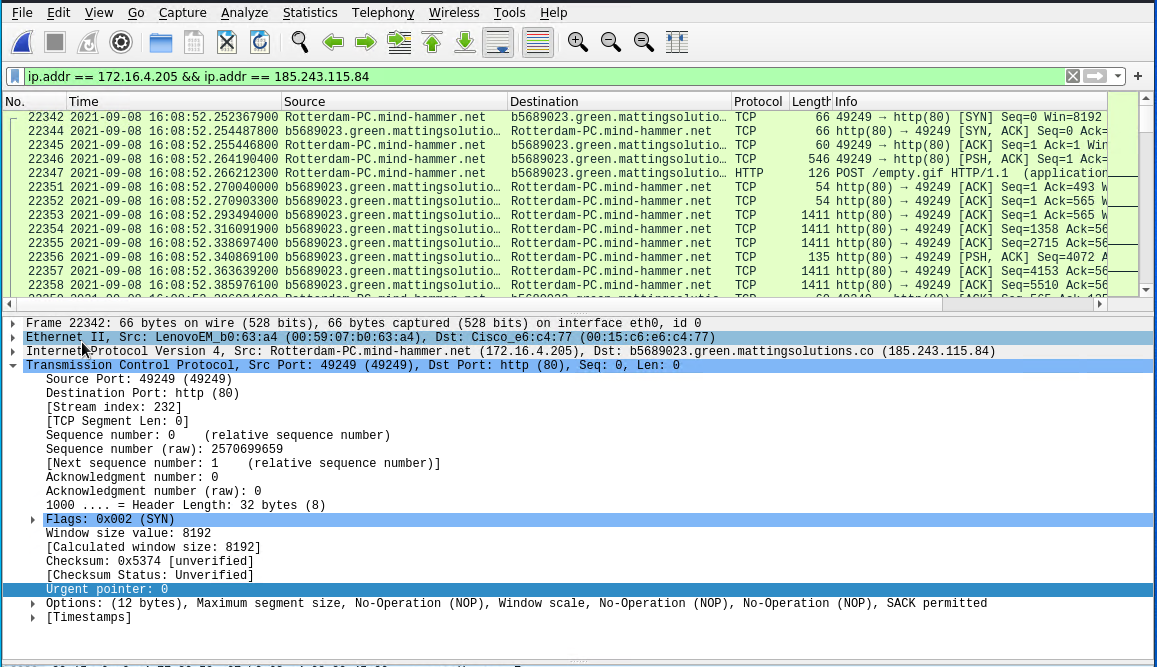 File Edit View Go Capture Analyze Statistics Telephony Wireless Tools Help
ip.addr == 172.16.4.205 && ip.addr == 185.243.115.84
No. Time Source Destination Protocol Length Info
22342 2021-09-08 16:08:52.252367900 Rotterdam-PC.mind-hammer.net b5689023.green.mattingsolutio… TCP 66 49249 → http(80) [SYN] Seq=0 Win=8192
22344 2021-09-08 16:08:52.254487800 b5689023.green.mattingsolutio… Rotterdam-PC.mind-hammer.net TCP 66 http(80) → 49249 [SYN, ACK] Seq=0 Ack=
22345 2021-09-08 16:08:52.255446800 Rotterdam-PC.mind-hammer.net b5689023.green.mattingsolutio… TCP 60 49249 → http(80) [ACK] Seq=1 Ack=1 Win
22346 2021-09-08 16:08:52.264190400 Rotterdam-PC.mind-hammer.net b5689023.green.mattingsolutio… TCP 546 49249 → http(80) [PSH, ACK] Seq=1 Ack=
22347 2021-09-08 16:08:52.266212300 Rotterdam-PC.mind-hammer.net b5689023.green.mattingsolutio… HTTP 126 POST /empty.gif HTTP/1.1 (application
22351 2021-09-08 16:08:52.270040000 b5689023.green.mattingsolutio… Rotterdam-PC.mind-hammer.net TCP 54 http(80) → 49249 [ACK] Seq=1 Ack=493 W
22352 2021-09-08 16:08:52.270903300 b5689023.green.mattingsolutio… Rotterdam-PC.mind-hammer.net TCP 54 http(80) → 49249 [ACK] Seq=1 Ack=565 W
22353 2021-09-08 16:08:52.293494000 b5689023.green.mattingsolutio… Rotterdam-PC.mind-hammer.net TCP 1411 http(80) → 49249 [ACK] Seq=1 Ack=565 W
22354 2021-09-08 16:08:52.316091900 b5689023.green.mattingsolutio… Rotterdam-PC.mind-hammer.net TCP 1411 http(80) → 49249 [ACK] Seq=1358 Ack=56
22355 2021-09-08 16:08:52.338697400 b5689023.green.mattingsolutio… Rotterdam-PC.mind-hammer.net TCP 1411 http(80) → 49249 [ACK] Seq=2715 Ack=56
22356 2021-09-08 16:08:52.340869100 b5689023.green.mattingsolutio… Rotterdam-PC.mind-hammer.net TCP 135 http(80) → 49249 [PSH, ACK] Seq=4072 A
22357 2021-09-08 16:08:52.363639200 b5689023.green.mattingsolutio… Rotterdam-PC.mind-hammer.net TCP 1411 http(80) → 49249 [ACK] Seq=4153 Ack=56
22358 2021-09-08 16:08:52.385976100 b5689023.green.mattingsolutio… Rotterdam-PC.mind-hammer.net TCP 1411 http(80) → 49249 [ACK] Seq=5510 Ack=56
Frame 22342: 66 bytes on wire (528 bits), 66 bytes captured (528 bits) on interface eth0, id 0
Ethernet II, Src: LenovoEM_b0:63:a4 (00:59:07:b0:63:a4), Dst: Cisco_e6:c4:77 (00:15:c6:e6:c4:77)
Internet Protocol Version 4, Src: Rotterdam-PC.mind-hammer.net (172.16.4.205), Dst: b5689023.green.mattingsolutions.co (185.243.115.84)
Transmission Control Protocol, Src Port: 49249 (49249), Dst Port: http (80), Seq: 0, Len: 0
Source Port: 49249 (49249)
Destination Port: http (80)
[Stream index: 232]
[TCP Segment Len: 0]
Sequence number: 0 (relative sequence number)
Sequence number (raw): 2570699659
[Next sequence number: 1 (relative sequence number)]
Acknowledgment number: 0
Acknowledgment number (raw): 0
1000 .... = Header Length: 32 bytes (8)
Flags: 0x002 (SYN)
Window size value: 8192
[Calculated window size: 8192]
Checksum: 0x5374 [unverified]
[Checksum Status: Unverified]
Urgent pointer: 0
Options: (12 bytes), Maximum segment size, No-Operation (NOP), Window scale, No-Operation (NOP), No-Operation (NOP), SACK permitted
[Timestamps]